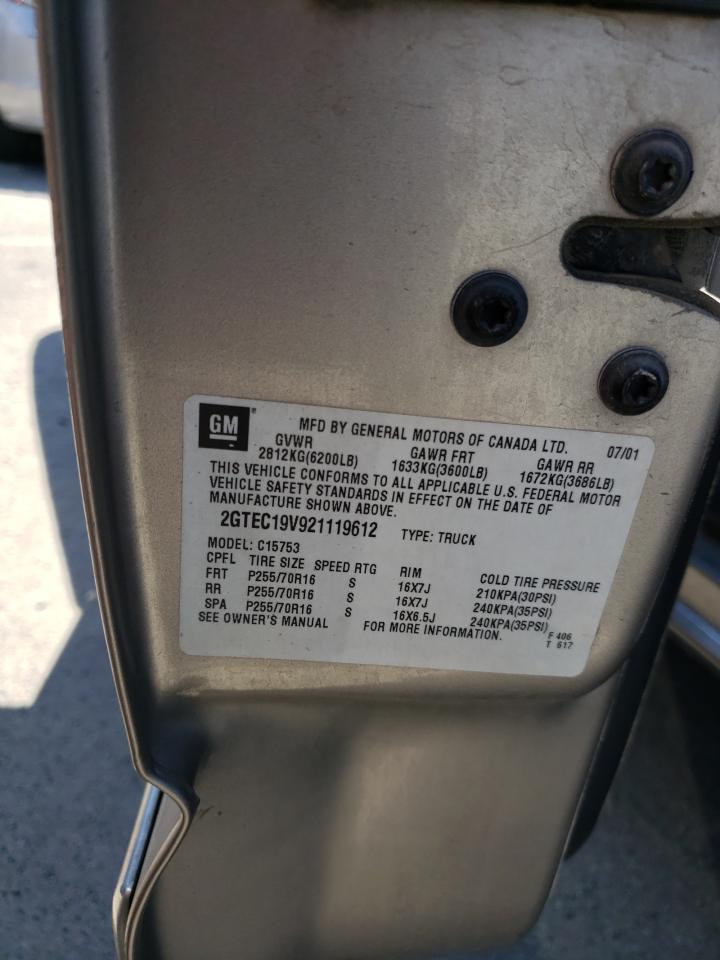 GM MFD BY GENERAL MOTORS OF CANADA LTD. 07/01
GVWR GAWR FRT GAWR RR
2812KG(6200LB) 1633KG(3600LB) 1672KG(3686LB)
THIS VEHICLE CONFORMS TO ALL APPLICABLE U.S. FEDERAL MOTOR
VEHICLE SAFETY STANDARDS IN EFFECT ON THE DATE OF
MANUFACTURE SHOWN ABOVE.
2GTEC19V921119612 TYPE: TRUCK
MODEL: C15753
CPFL TIRE SIZE SPEED RTG RIM COLD TIRE PRESSURE
FRT P255/70R16 S 16X7J 210KPA(30PSI)
RR P255/70R16 S 16X7J 240KPA(35PSI)
SPA P255/70R16 S 16X6.5J 240KPA(35PSI)
SEE OWNER'S MANUAL FOR MORE INFORMATION.
F 406
T 617